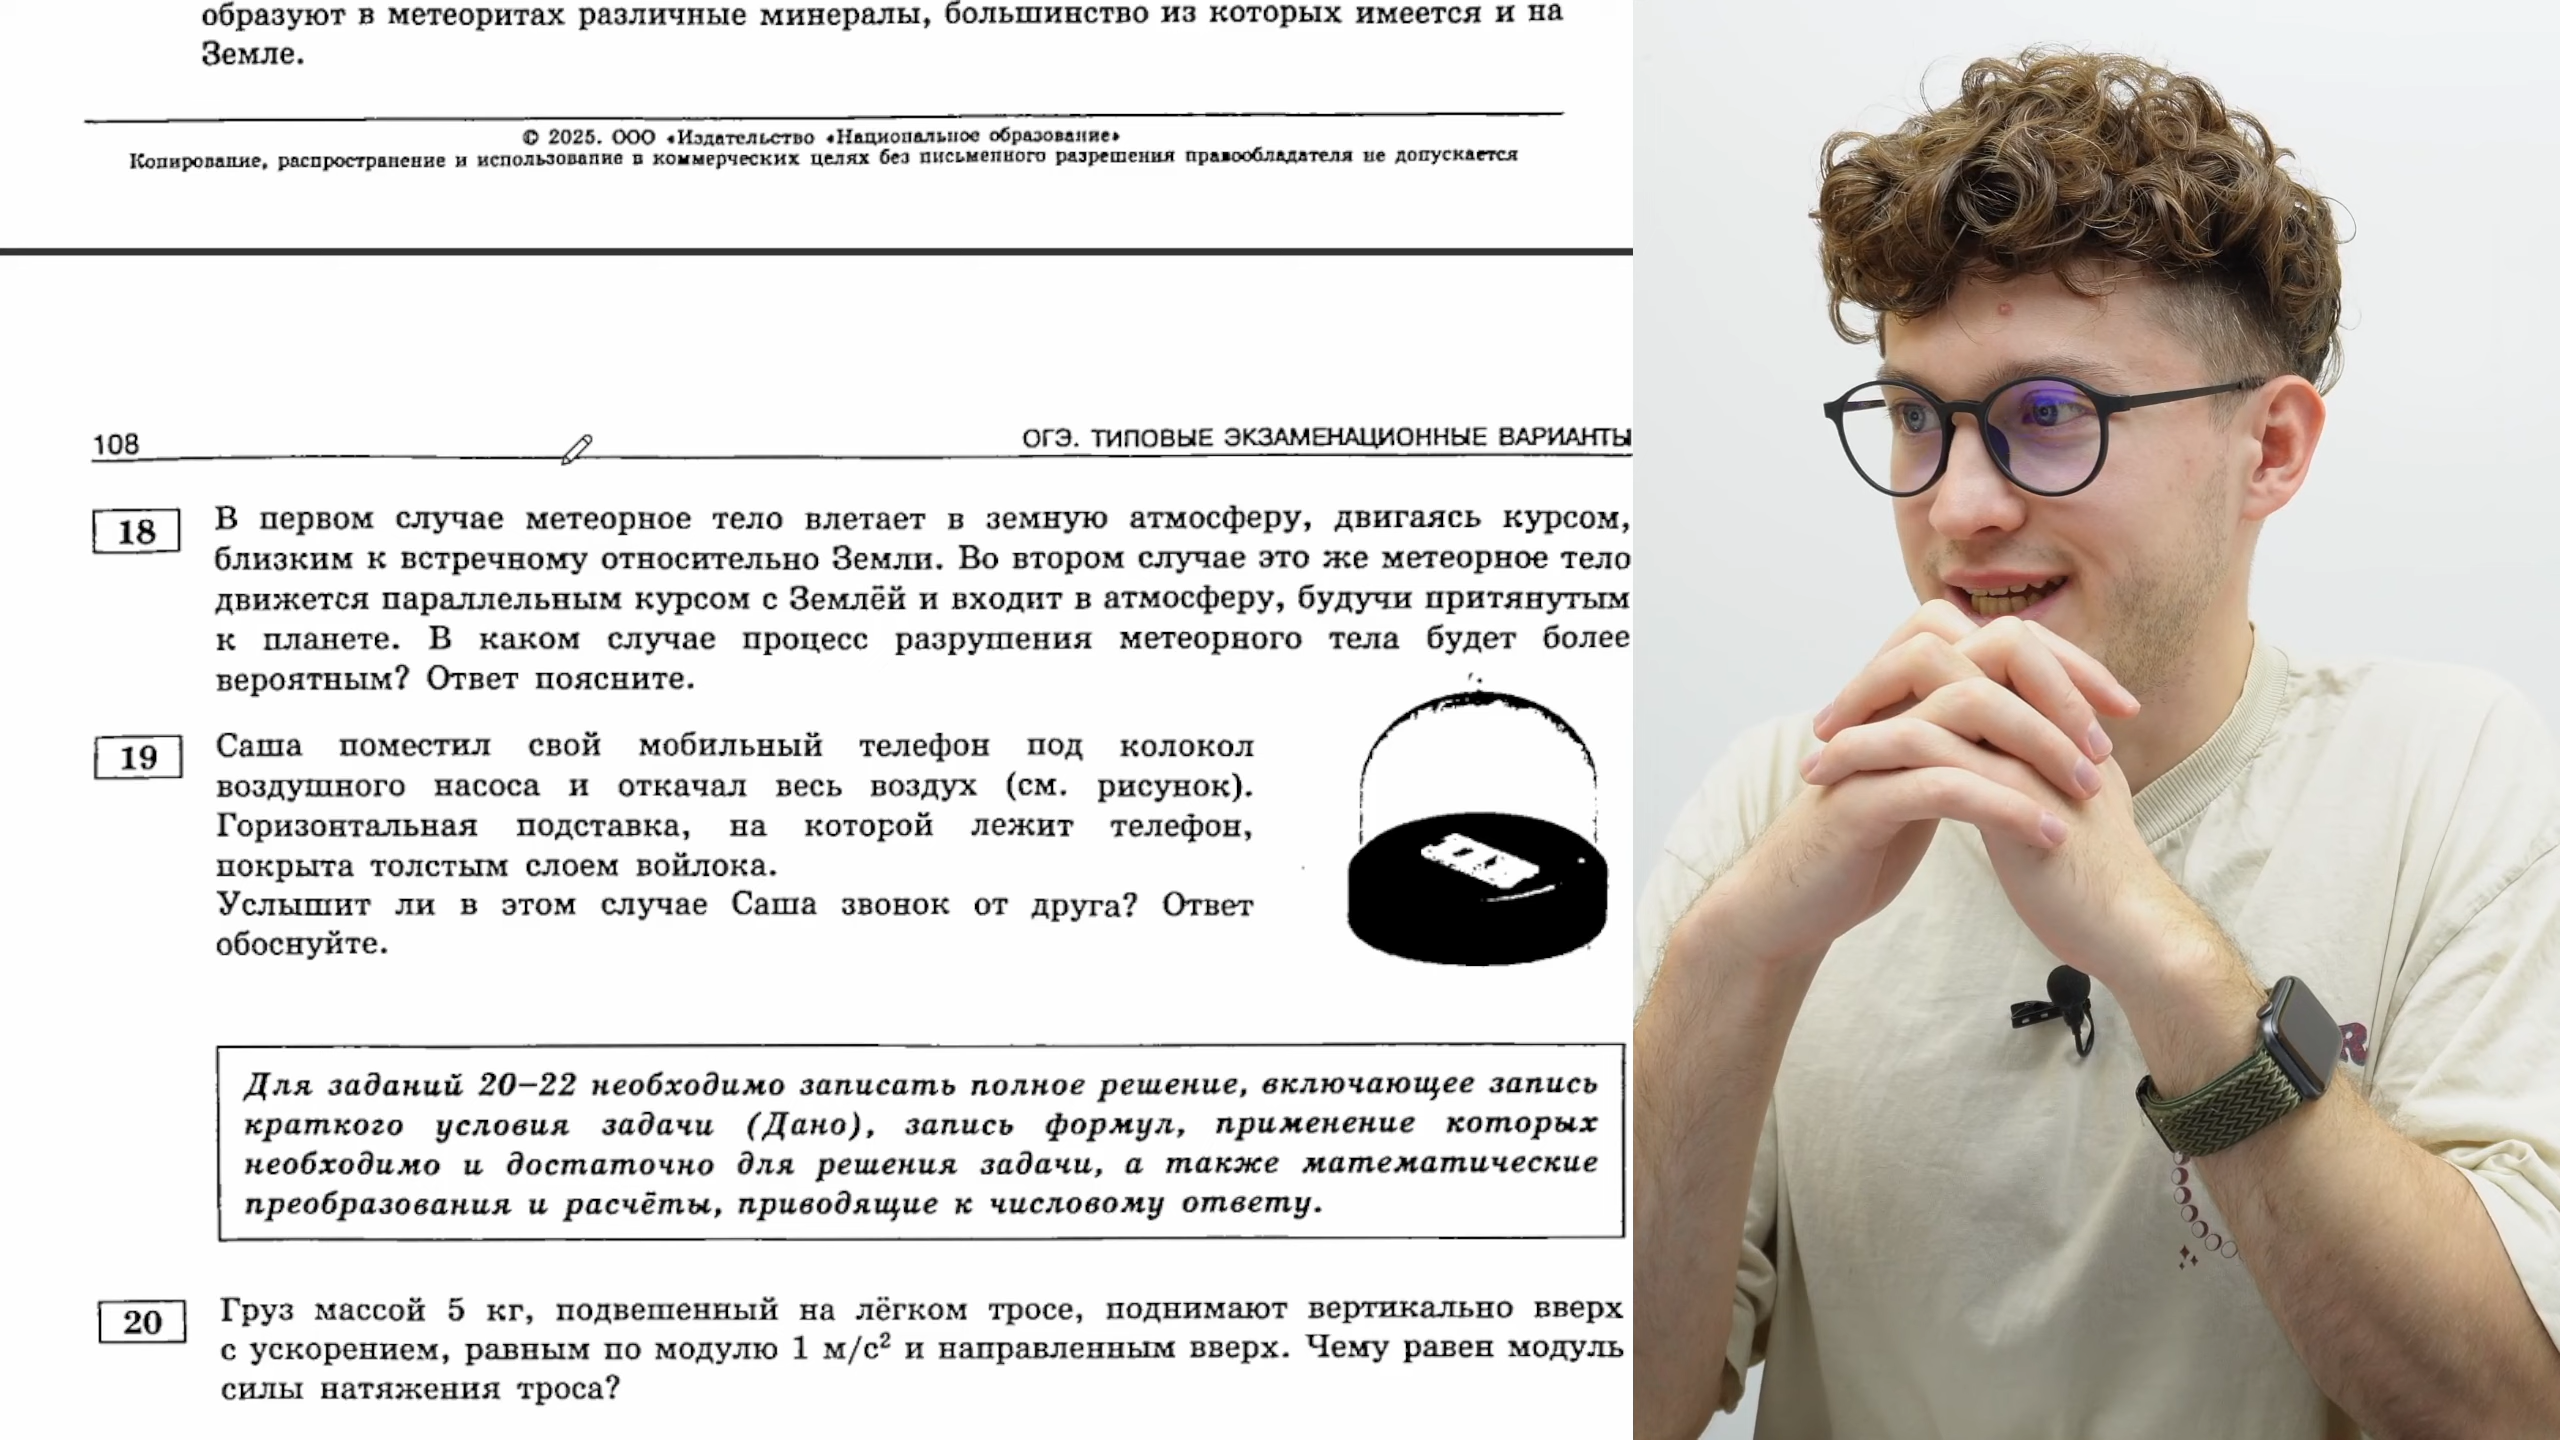 образуют в метеоритах различные минералы, большинство из которых имеется и на
Земле.
© 2025. ООО «Издательство «Национальное образование»
Копирование, распространение и использование в коммерческих целях без письменного разрешения правообладателя не допускается
108
ОГЭ. ТИПОВЫЕ ЭКЗАМЕНАЦИОННЫЕ ВАРИАНТЫ
18
В первом случае метеорное тело влетает в земную атмосферу, двигаясь курсом,
близким к встречному относительно Земли. Во втором случае это же метеорное тело
движется параллельным курсом с Землёй и входит в атмосферу, будучи притянутым
к планете. В каком случае процесс разрушения метеорного тела будет более
вероятным? Ответ поясните.
19
Саша поместил свой мобильный телефон под колокол
воздушного насоса и откачал весь воздух (см. рисунок).
Горизонтальная подставка, на которой лежит телефон,
покрыта толстым слоем войлока.
Услышит ли в этом случае Саша звонок от друга? Ответ
обоснуйте.
Для заданий 20–22 необходимо записать полное решение, включающее запись
краткого условия задачи (Дано), запись формул, применение которых
необходимо и достаточно для решения задачи, а также математические
преобразования и расчёты, приводящие к числовому ответу.
20
Груз массой 5 кг, подвешенный на лёгком тросе, поднимают вертикально вверх
с ускорением, равным по модулю 1 м/с² и направленным вверх. Чему равен модуль
силы натяжения троса?